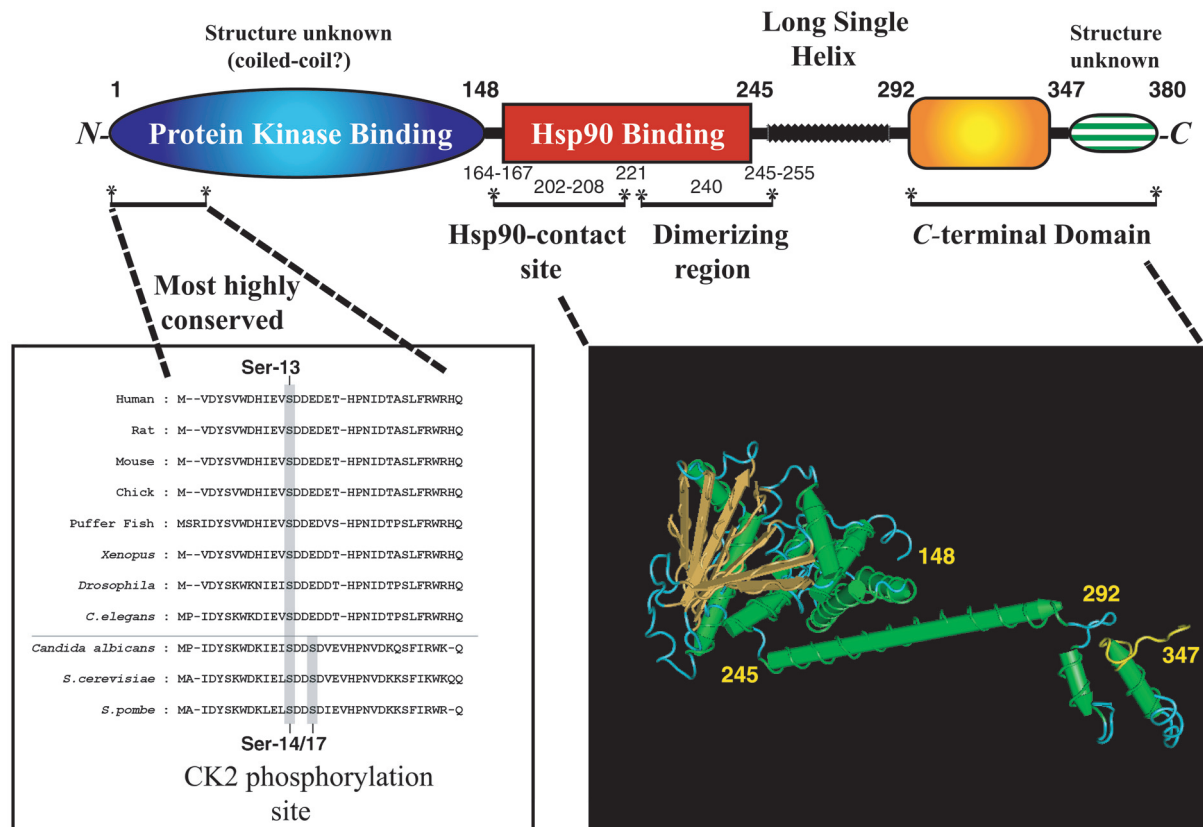 Structure unknown
(coiled-coil?)
Long Single
Helix
Structure
unknown
1
148
245
292
347
380
N-
Protein Kinase Binding
Hsp90 Binding
-C
164-167
202-208
221
240
245-255
* * * * * * * *
Hsp90-contact
site
Dimerizing
region
C-terminal Domain
Most highly
conserved
Ser-13
Human : M--VDYSVWDHIEVSDDEDET-HPNIDTASLFRWRHQ
Rat : M--VDYSVWDHIEVSDDEDET-HPNIDTASLFRWRHQ
Mouse : M--VDYSVWDHIEVSDDEDET-HPNIDTASLFRWRHQ
Chick : M--VDYSVWDHIEVSDDEDET-HPNIDTASLFRWRHQ
Puffer Fish : MSRIDYSVWDHIEVSDDEDVS-HPNIDTPSLFRWRHQ
Xenopus : M--VDYSVWDHIEVSDDEDDT-HPNIDTPSLFRWRHQ
Drosophila : M--VDYSKWKNIEISDDEDDT-HPNIDTPSLFRWRHQ
C.elegans : MP-IDYSKWKDIEVSDDEDDT-HPNIDTPSLFRWRHQ
Candida albicans : MP-IDYSKWDKIEISDDSDVEVHPNVDKQSFIRWK-Q
S.cerevisiae : MA-IDYSKWDKIELSDDSDVEVHPNVDKKSFIKWKQQ
S.pombe : MA-IDYSKWDKLELSDDSDIEVHPNVDKKSFIRWR-Q
Ser-14/17
CK2 phosphorylation
site
148
292
347
245